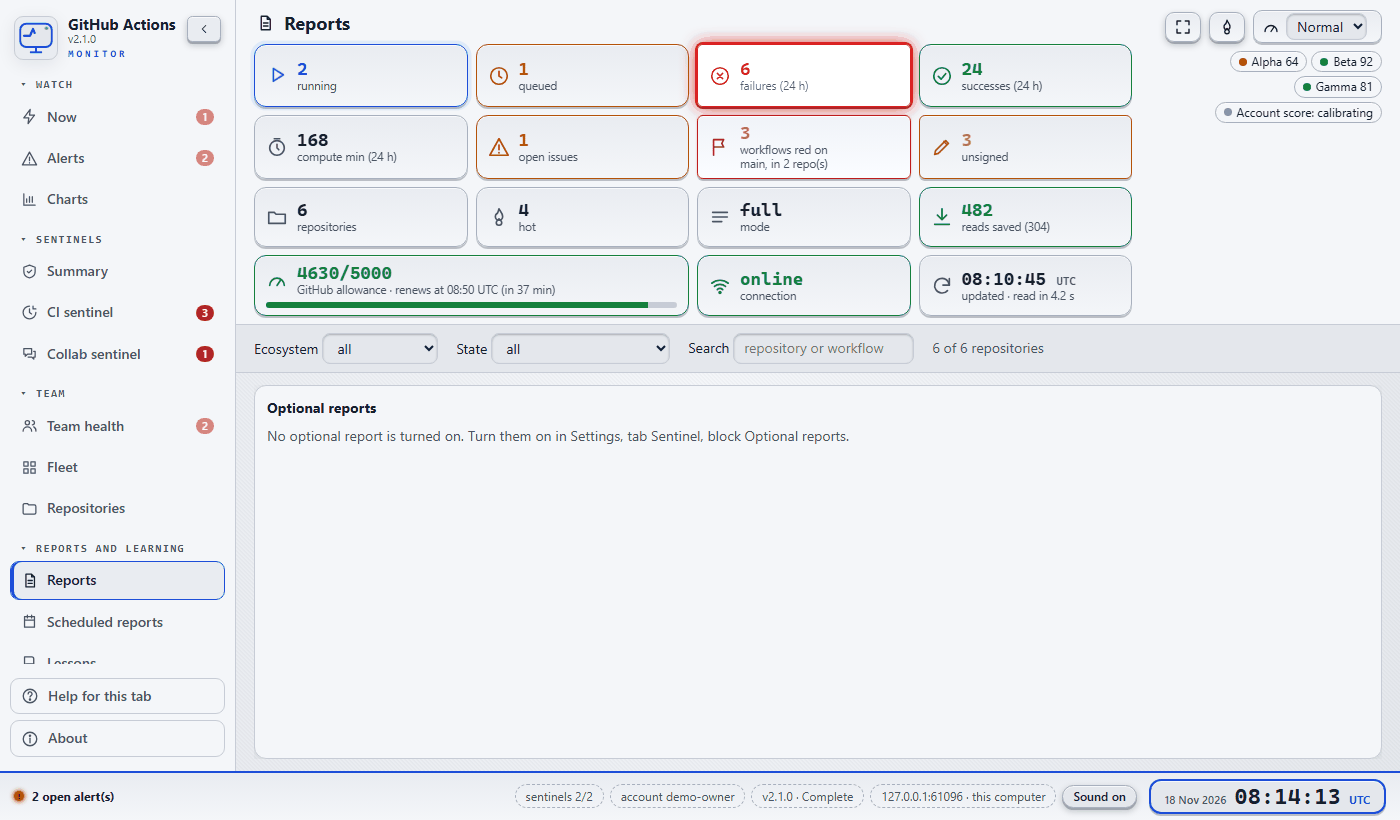 GitHub Actions
v2.1.0
MONITOR
WATCH
Now 1
Alerts 2
Charts
SENTINELS
Summary
CI sentinel 3
Collab sentinel 1
TEAM
Team health 2
Fleet
Repositories
REPORTS AND LEARNING
Reports
Scheduled reports
Lessons
Help for this tab
About
Reports
Normal
Alpha 64
Beta 92
Gamma 81
Account score: calibrating
2
running
1
queued
6
failures (24 h)
24
successes (24 h)
168
compute min (24 h)
1
open issues
3
workflows red on
main, in 2 repo(s)
3
unsigned
6
repositories
4
hot
full
mode
482
reads saved (304)
4630/5000
GitHub allowance · renews at 08:50 UTC (in 37 min)
online
connection
08:10:45 UTC
updated · read in 4.2 s
Ecosystem all State all Search repository or workflow 6 of 6 repositories
Optional reports
No optional report is turned on. Turn them on in Settings, tab Sentinel, block Optional reports.
2 open alert(s)
sentinels 2/2
account demo-owner
v2.1.0 · Complete
127.0.0.1:61096 · this computer
Sound on
18 Nov 2026 08:14:13 UTC